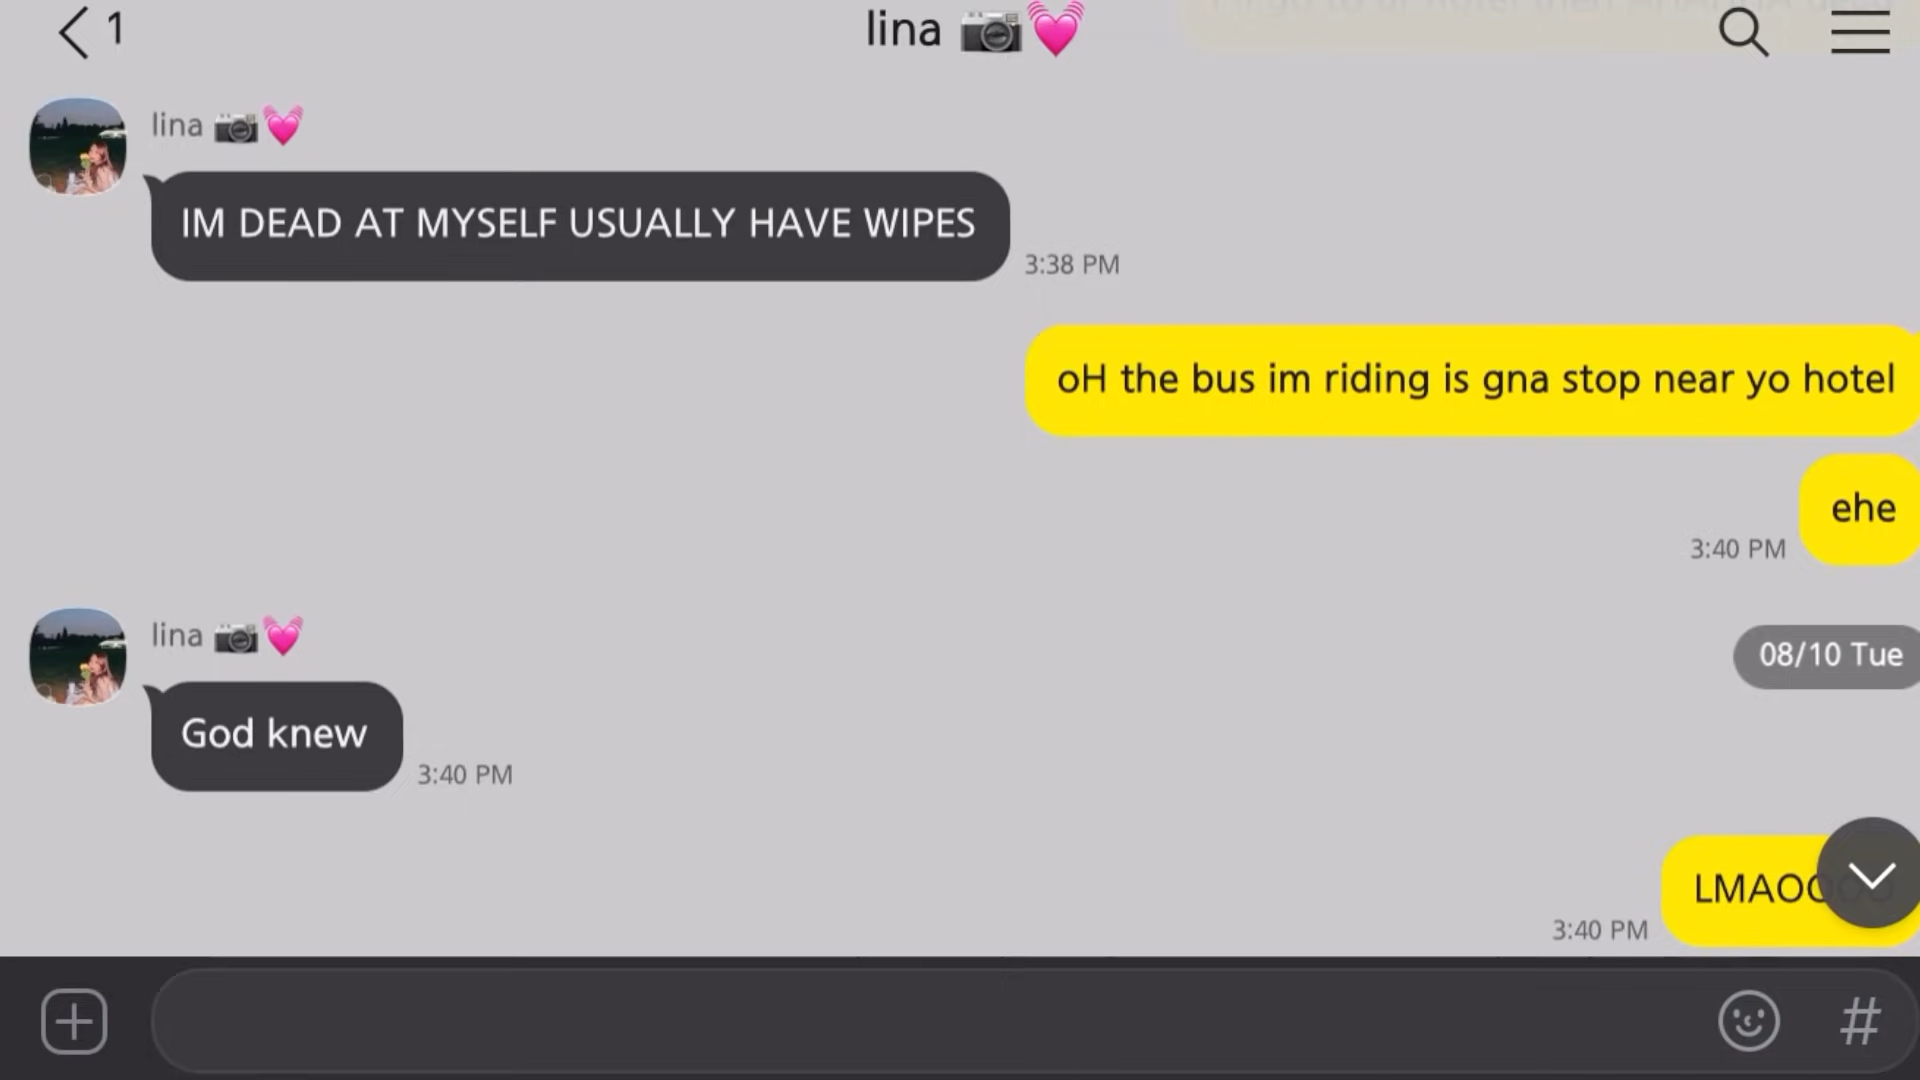 1
lina 📷💓
lina 📷💓
IM DEAD AT MYSELF USUALLY HAVE WIPES
3:38 PM
oH the bus im riding is gna stop near yo hotel
ehe
3:40 PM
lina 📷💓
08/10 Tue
God knew
3:40 PM
3:40 PM
#